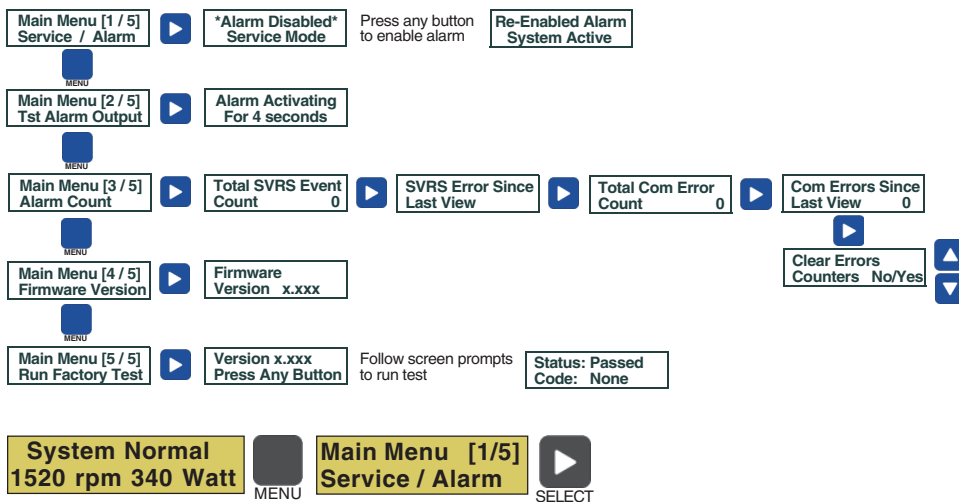 Main Menu [1 / 5]
Service / Alarm
*Alarm Disabled*
Service Mode
Press any button
to enable alarm
Re-Enabled Alarm
System Active
MENU
Main Menu [2 / 5]
Tst Alarm Output
Alarm Activating
For 4 seconds
MENU
Main Menu [3 / 5]
Alarm Count
Total SVRS Event
Count 0
SVRS Error Since
Last View
Total Com Error
Count 0
Com Errors Since
Last View 0
MENU
Clear Errors
Counters No/Yes
Main Menu [4 / 5]
Firmware Version
Firmware
Version x.xxx
MENU
Main Menu [5 / 5]
Run Factory Test
Version x.xxx
Press Any Button
Follow screen prompts
to run test
Status: Passed
Code: None
System Normal
1520 rpm 340 Watt
MENU
Main Menu [1/5]
Service / Alarm
SELECT